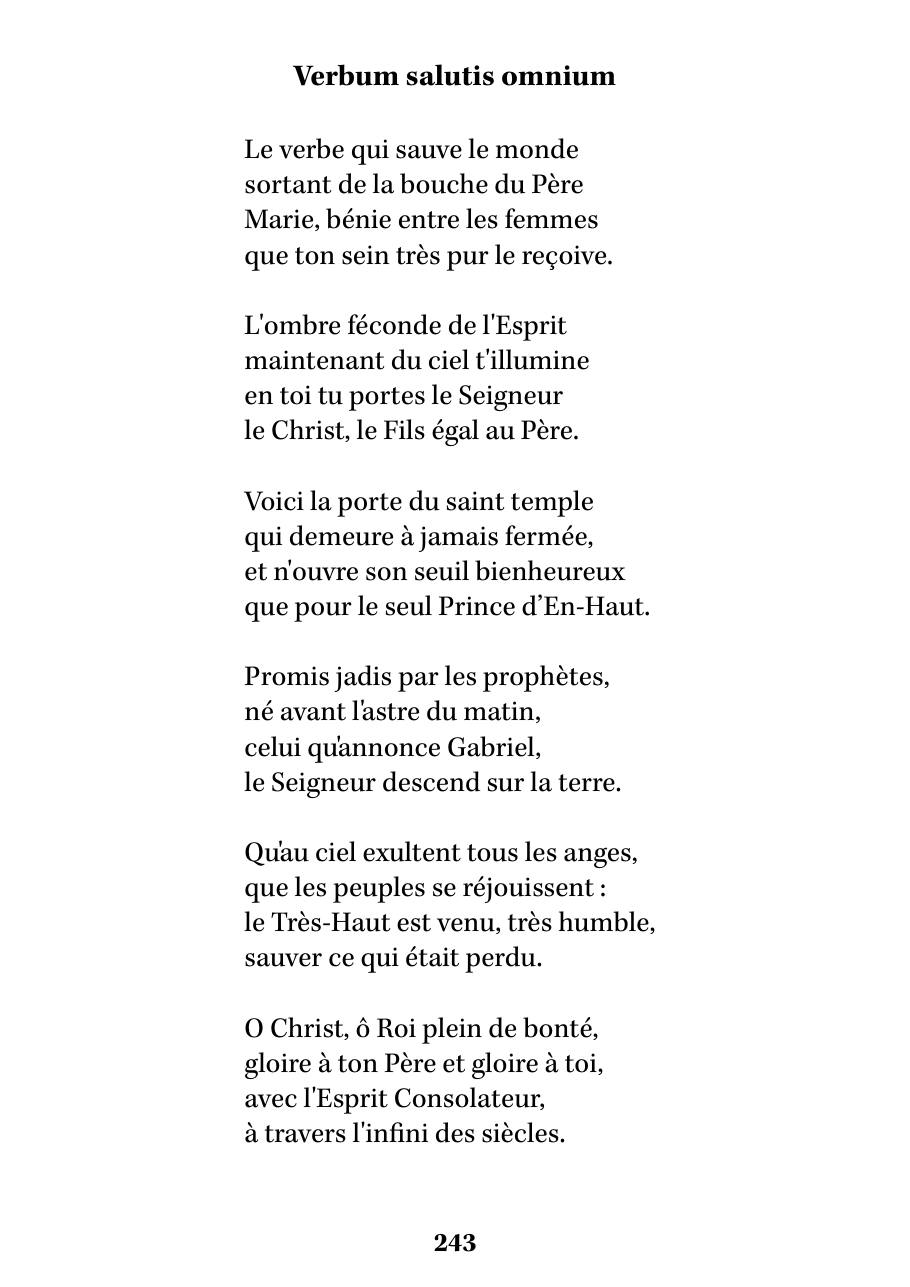 Verbum salutis omnium
Le verbe qui sauve le monde
sortant de la bouche du Père
Marie, bénie entre les femmes
que ton sein très pur le reçoive.
L'ombre féconde de l'Esprit
maintenant du ciel t'illumine
en toi tu portes le Seigneur
le Christ, le Fils égal au Père.
Voici la porte du saint temple
qui demeure à jamais fermée,
et n'ouvre son seuil bienheureux
que pour le seul Prince d’En-Haut.
Promis jadis par les prophètes,
né avant l'astre du matin,
celui qu'annonce Gabriel,
le Seigneur descend sur la terre.
Qu'au ciel exultent tous les anges,
que les peuples se réjouissent :
le Très-Haut est venu, très humble,
sauver ce qui était perdu.
O Christ, ô Roi plein de bonté,
gloire à ton Père et gloire à toi,
avec l'Esprit Consolateur,
à travers l'infini des siècles.
243